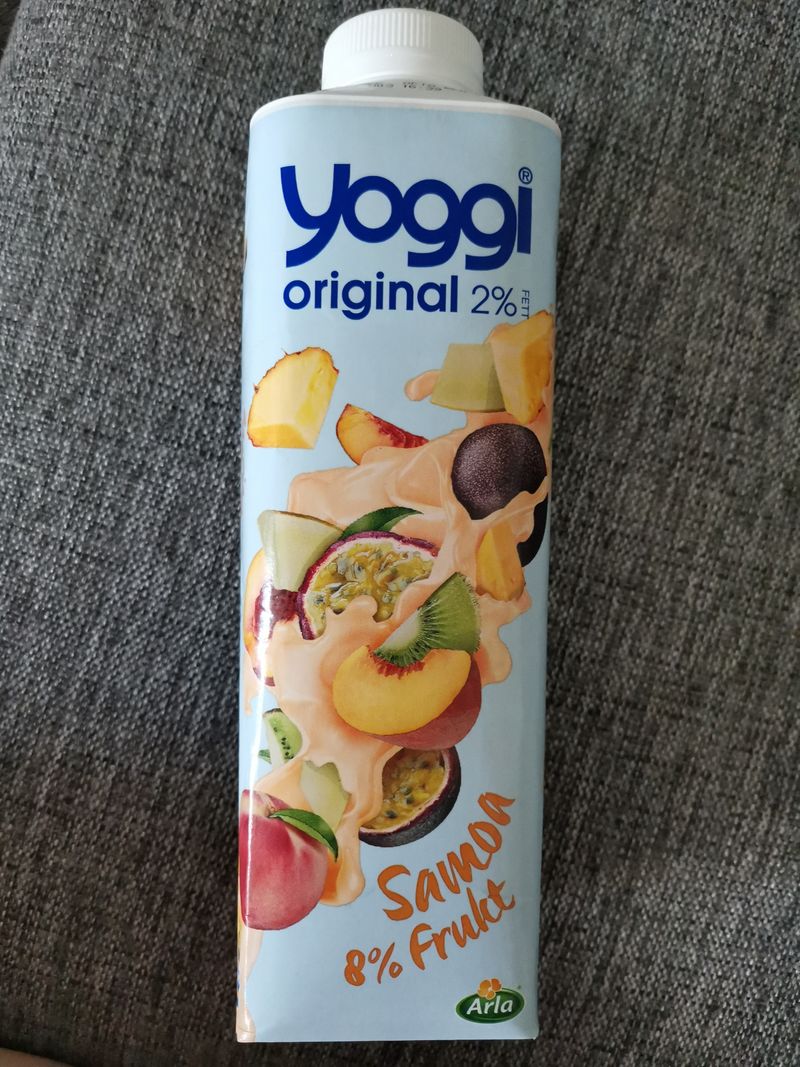 yoggi®
original 2% FETT
Samoa
8% Frukt
Arla